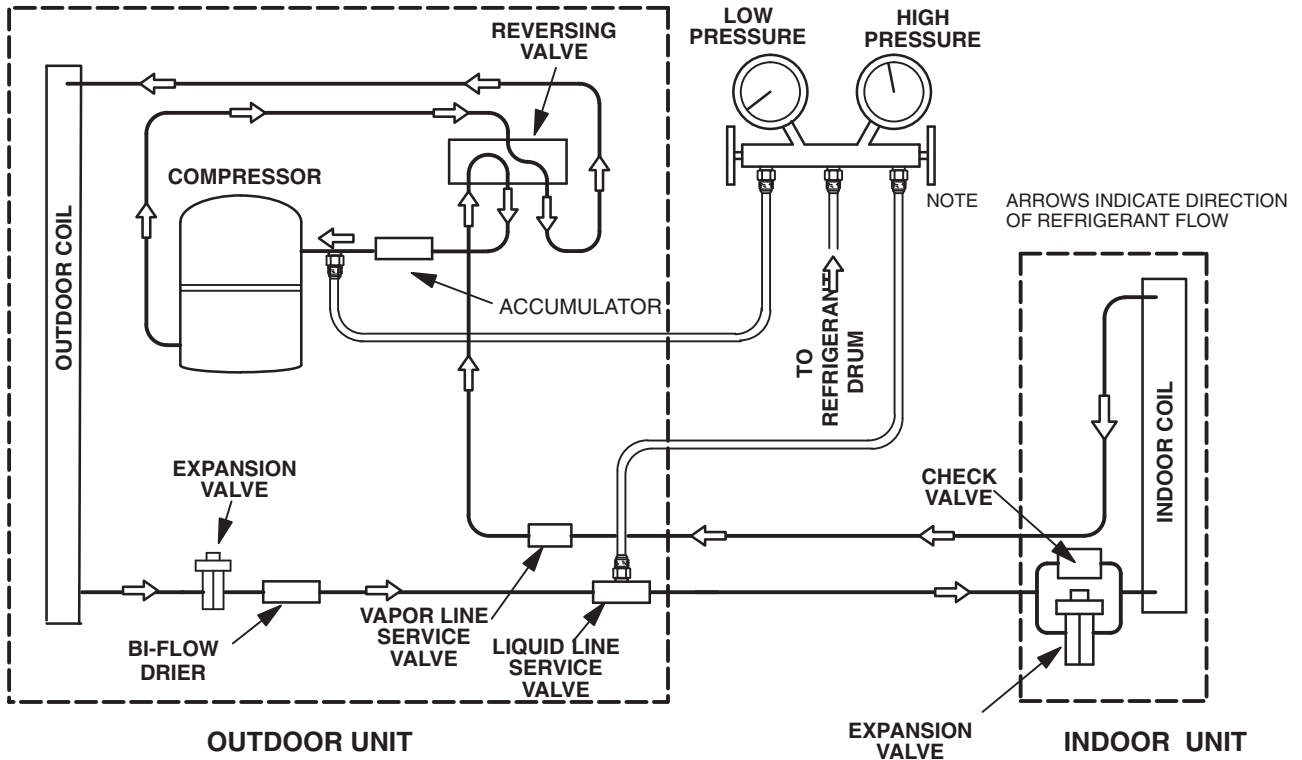 REVERSING
VALVE
LOW
PRESSURE
HIGH
PRESSURE
COMPRESSOR
OUTDOOR COIL
ACCUMULATOR
TO
REFRIGERANT
DRUM
NOTE ARROWS INDICATE DIRECTION
OF REFRIGERANT FLOW
INDOOR COIL
EXPANSION
VALVE
CHECK
VALVE
BI-FLOW
DRIER
VAPOR LINE
SERVICE
VALVE
LIQUID LINE
SERVICE
VALVE
EXPANSION
VALVE
OUTDOOR UNIT
INDOOR UNIT